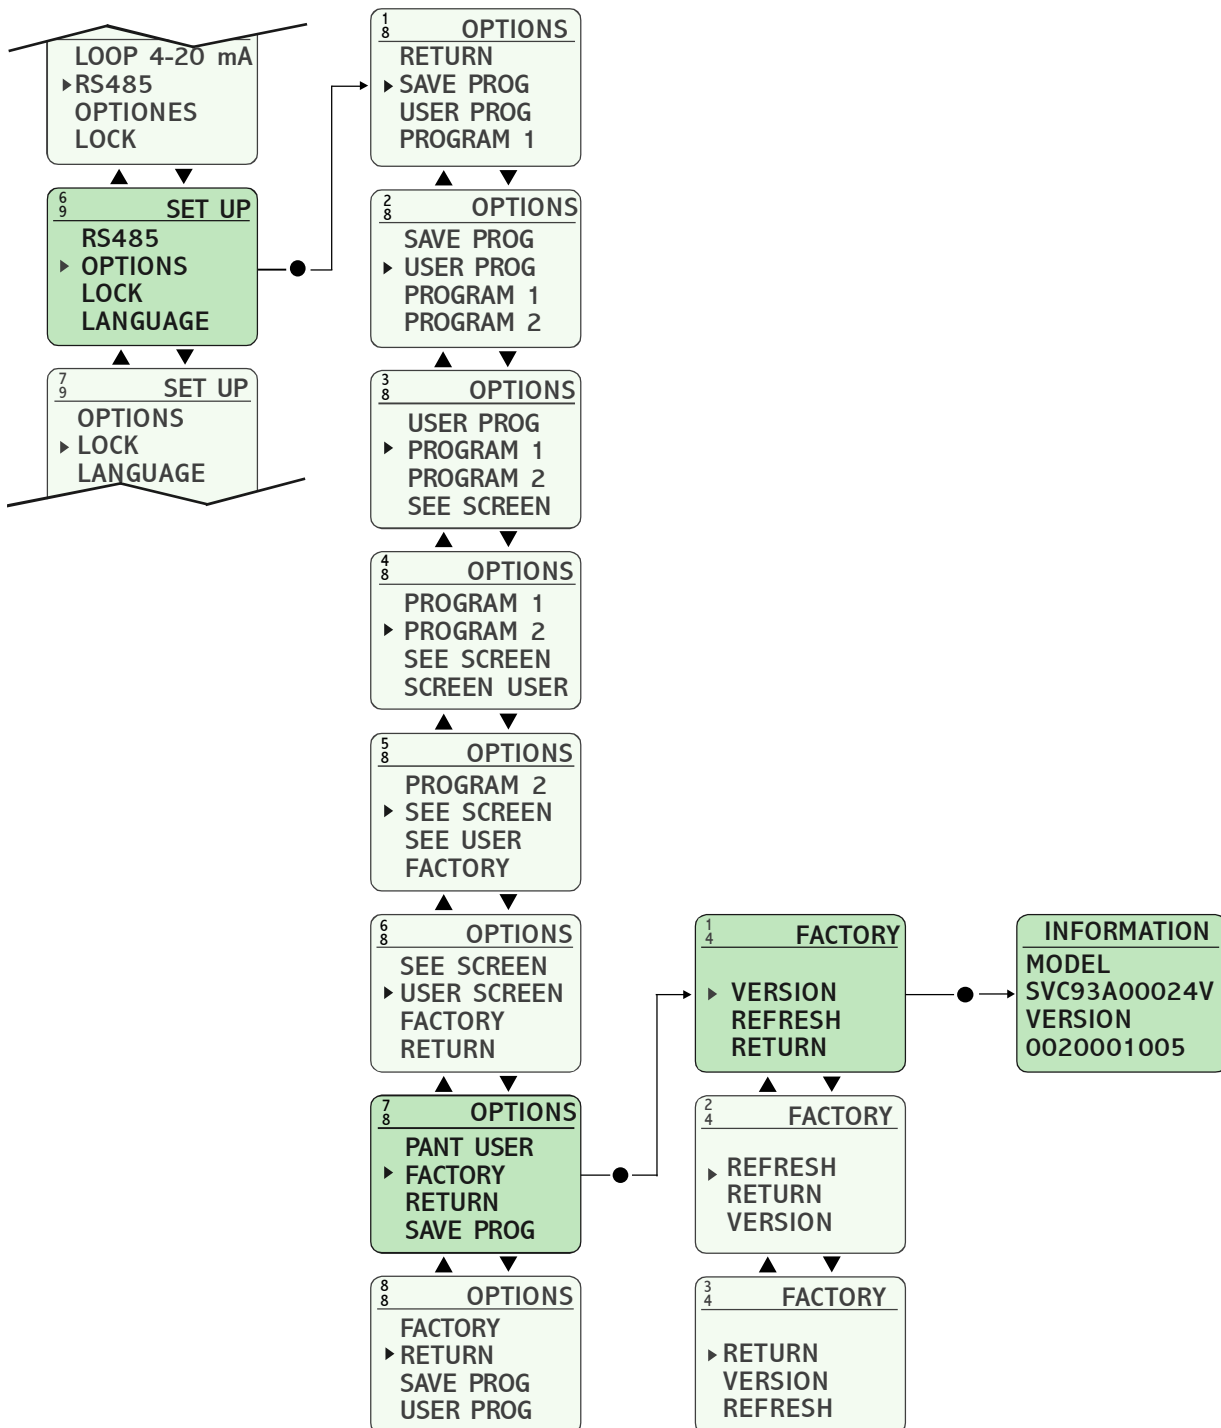 LOOP 4-20 mA
RS485
OPTIONES
LOCK
6
9
SET UP
RS485
OPTIONS
LOCK
LANGUAGE
7
9
SET UP
OPTIONS
LOCK
LANGUAGE
1
8
OPTIONS
RETURN
SAVE PROG
USER PROG
PROGRAM 1
2
8
OPTIONS
SAVE PROG
USER PROG
PROGRAM 1
PROGRAM 2
3
8
OPTIONS
USER PROG
PROGRAM 1
PROGRAM 2
SEE SCREEN
4
8
OPTIONS
PROGRAM 1
PROGRAM 2
SEE SCREEN
SCREEN USER
5
8
OPTIONS
PROGRAM 2
SEE SCREEN
SEE USER
FACTORY
6
8
OPTIONS
SEE SCREEN
USER SCREEN
FACTORY
RETURN
7
8
OPTIONS
PANT USER
FACTORY
RETURN
SAVE PROG
8
8
OPTIONS
FACTORY
RETURN
SAVE PROG
USER PROG
1
4
FACTORY
VERSION
REFRESH
RETURN
2
4
FACTORY
REFRESH
RETURN
VERSION
3
4
FACTORY
RETURN
VERSION
REFRESH
INFORMATION
MODEL
SVC93A00024V
VERSION
0020001005